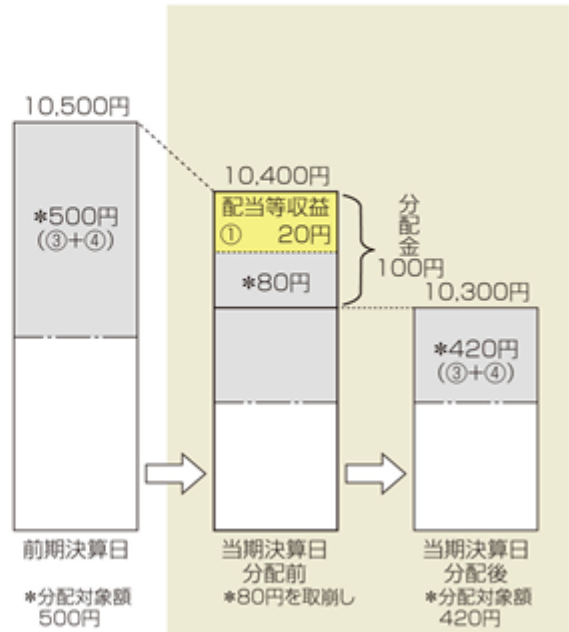 10,500円
*500円
(③+④)
10,400円
配当等収益
① 20円
*80円
分配金
100円
10,300円
*420円
(③+④)
前期決算日
*分配対象額
500円
当期決算日
分配前
*80円を取崩し
当期決算日
分配後
*分配対象額
420円